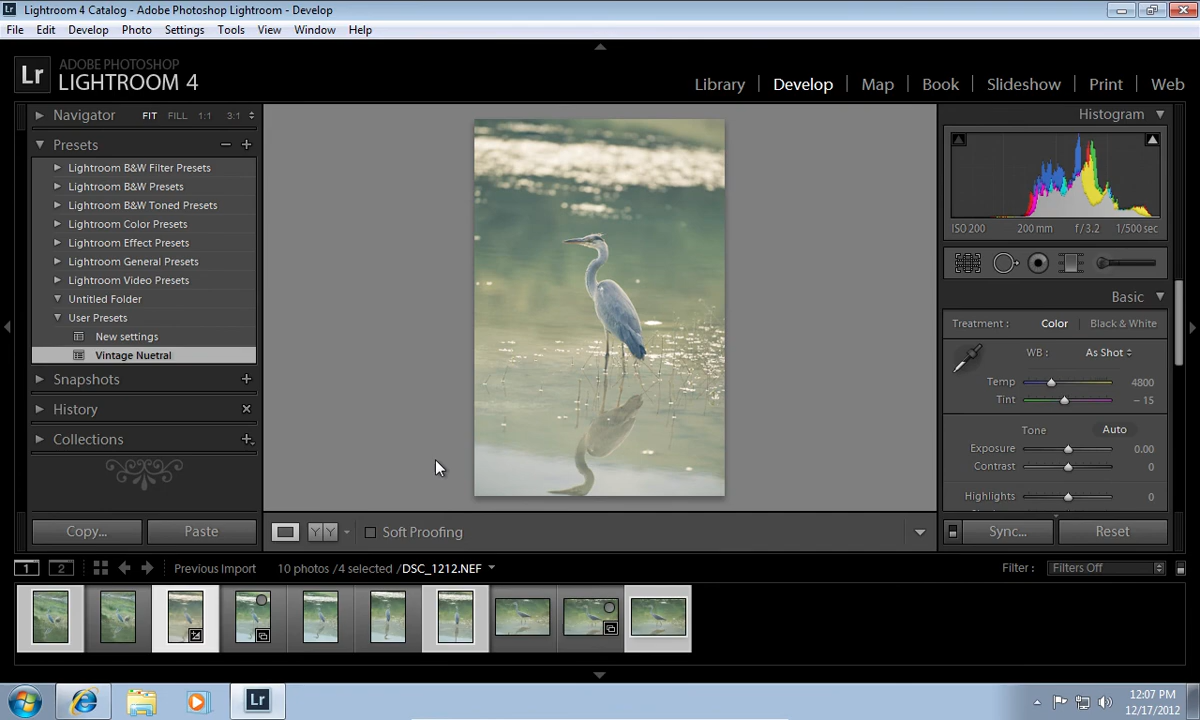 Lightroom 4 Catalog - Adobe Photoshop Lightroom - Develop
File Edit Develop Photo Settings Tools View Window Help
Lr ADOBE PHOTOSHOP
LIGHTROOM 4
Library Develop Map Book Slideshow Print Web
Navigator FIT FILL 1:1 3:1
Presets
Lightroom B&W Filter Presets
Lightroom B&W Presets
Lightroom B&W Toned Presets
Lightroom Color Presets
Lightroom Effect Presets
Lightroom General Presets
Lightroom Video Presets
Untitled Folder
User Presets
New settings
Vintage Nuetral
Snapshots
History
Collections
Copy... Paste
Histogram
ISO 200 200 mm f / 3.2 1/500 sec
Basic
Treatment : Color Black & White
WB : As Shot
Temp 4800
Tint – 15
Tone Auto
Exposure 0.00
Contrast 0
Highlights 0
Sync... Reset
YY Soft Proofing
1 2 Previous Import 10 photos /4 selected /DSC_1212.NEF Filter : Filters Off
Lr
12:07 PM
12/17/2012